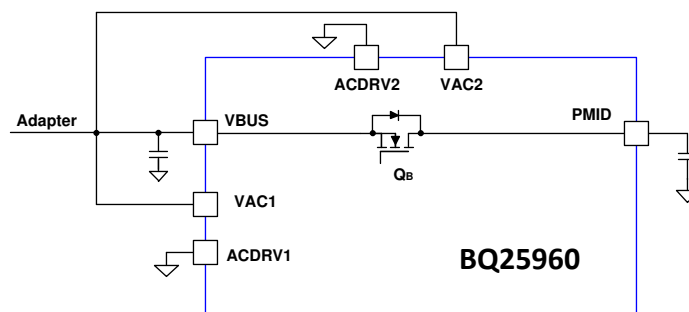 ACDRV2
VAC2
Adapter
VBUS
PMID
QB
VAC1
ACDRV1
BQ25960